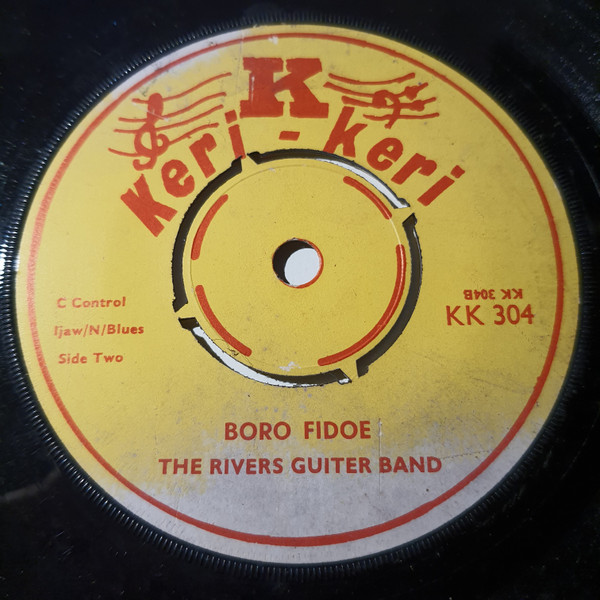 K
Keri - Keri
C Control
Ijaw/N/Blues
Side Two
KK 304B
KK 304
BORO FIDOE
THE RIVERS GUITER BAND